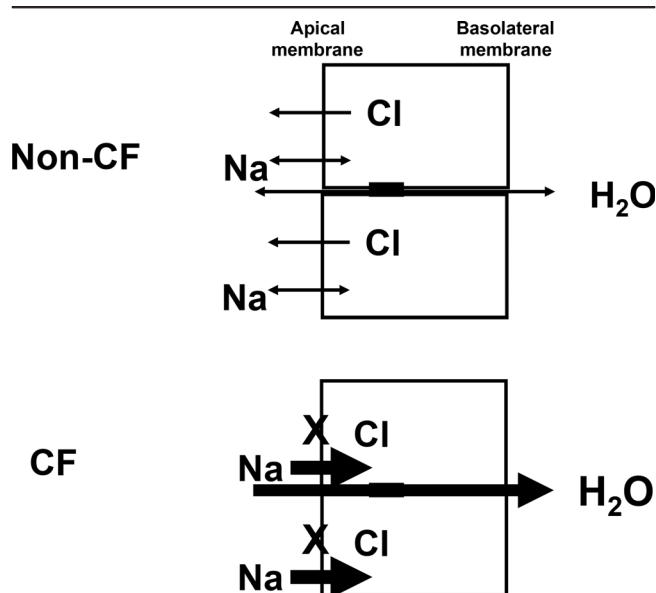 Apical
membrane
Basolateral
membrane
Non-CF
Cl
Na
H₂O
Cl
Na
CF
X
Cl
Na
H₂O
X
Cl
Na